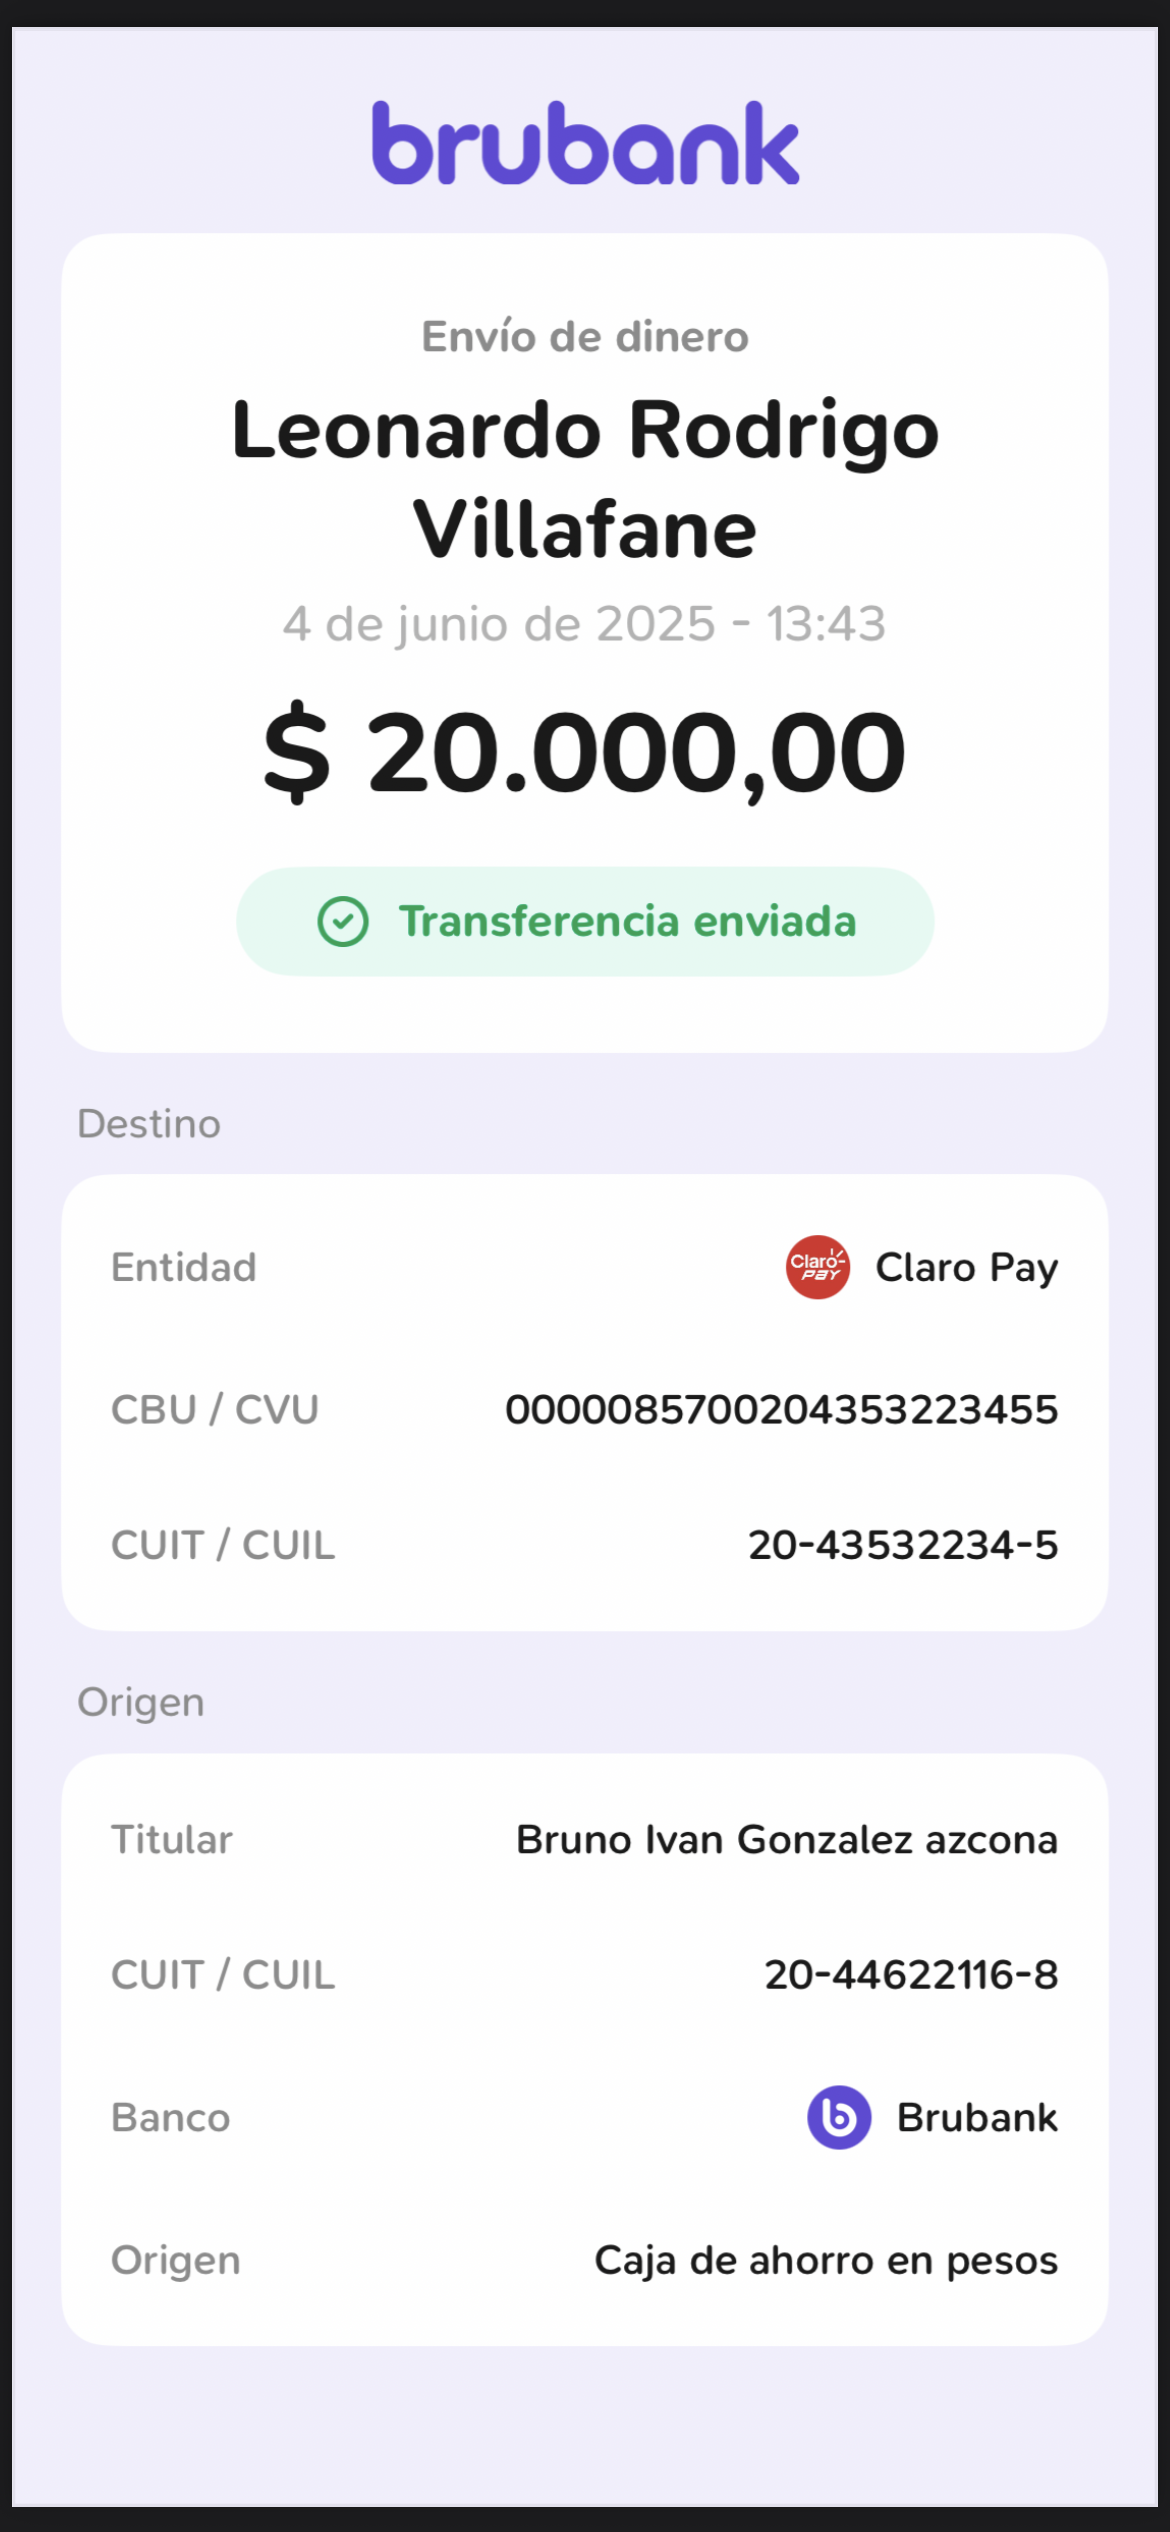 brubank
Envío de dinero
Leonardo Rodrigo
Villafane
4 de junio de 2025 - 13:43
$ 20.000,00
Transferencia enviada
Destino
Entidad Claro Pay Claro Pay
CBU / CVU 0000085700204353223455
CUIT / CUIL 20-43532234-5
Origen
Titular Bruno Ivan Gonzalez azcona
CUIT / CUIL 20-44622116-8
Banco b Brubank
Origen Caja de ahorro en pesos